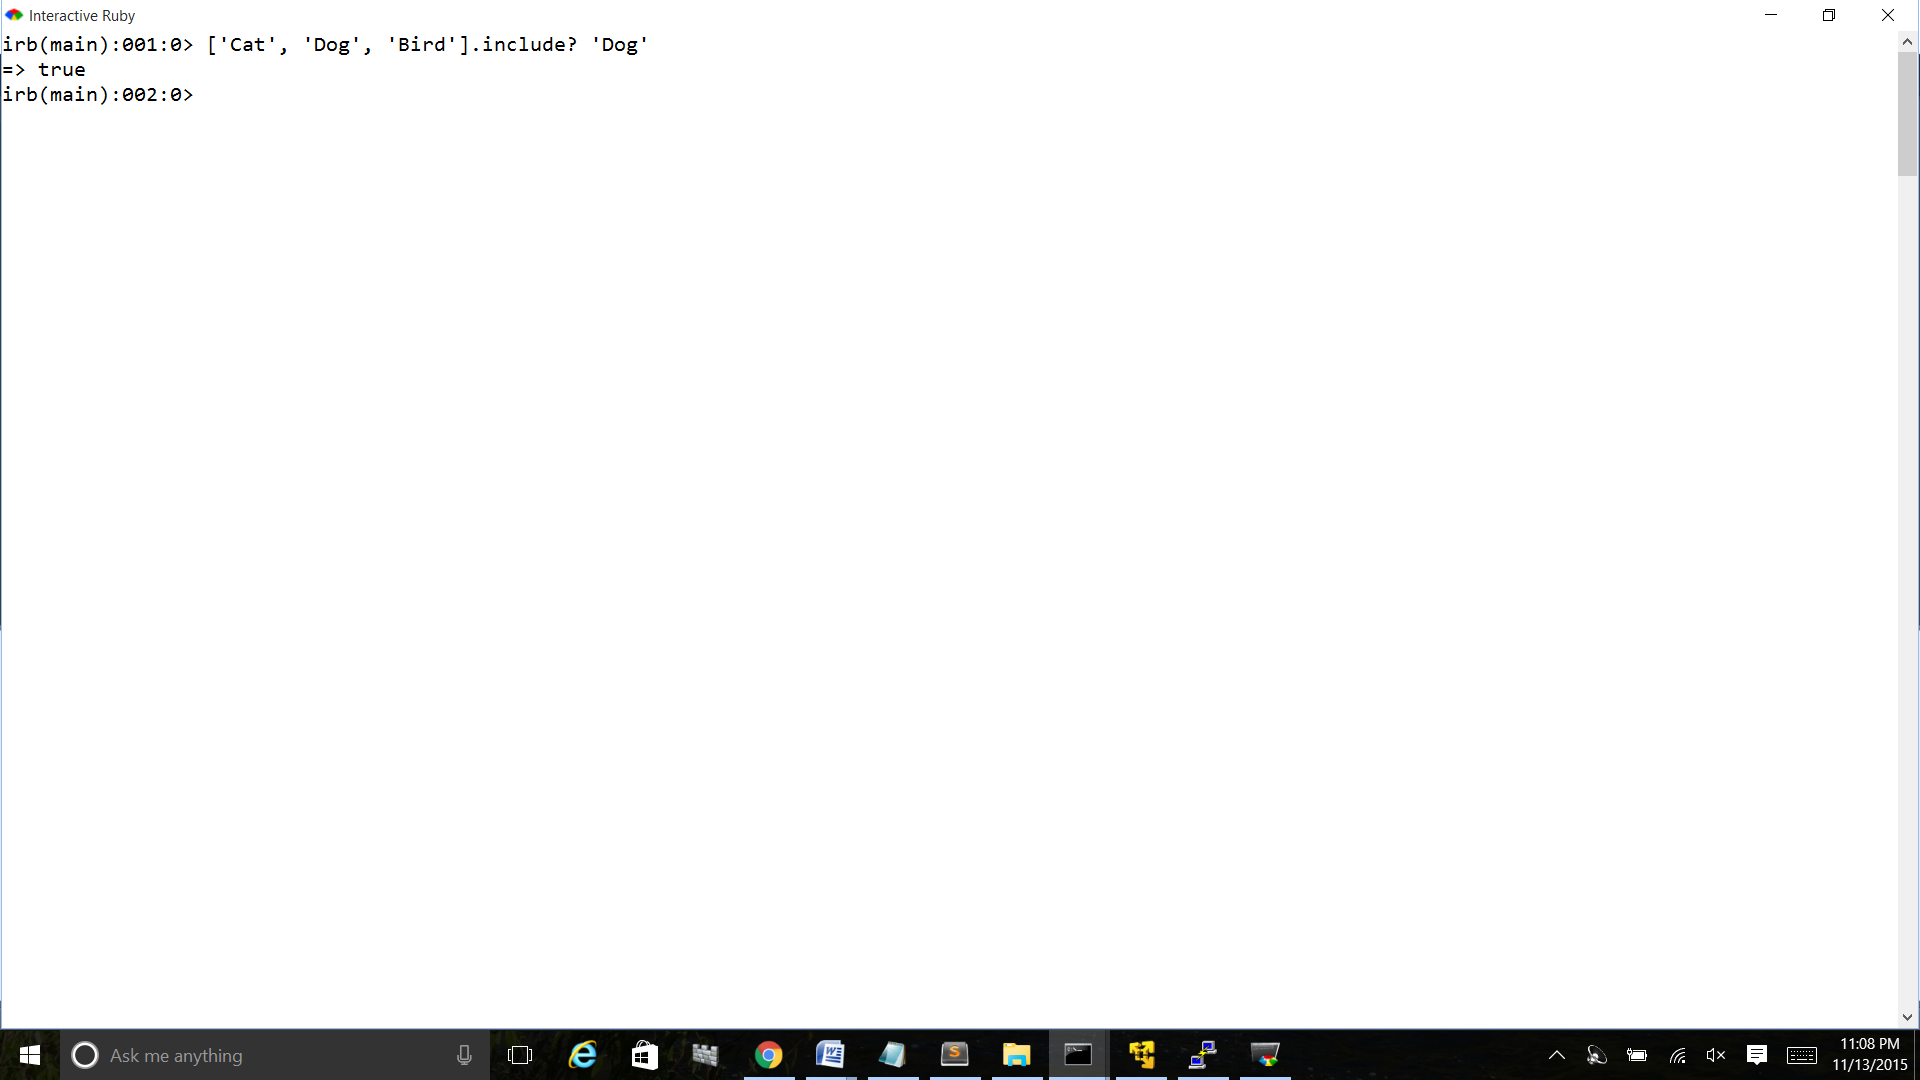 Interactive Ruby
irb(main):001:0> ['Cat', 'Dog', 'Bird'].include? 'Dog'
=> true
irb(main):002:0>
Ask me anything
11:08 PM
11/13/2015